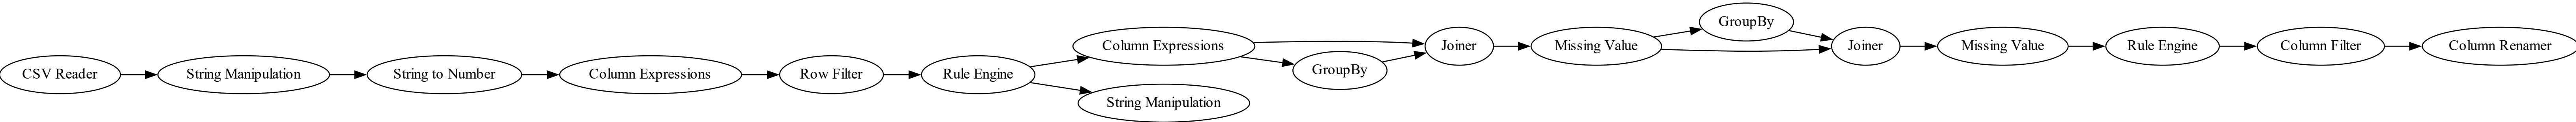 CSV Reader
String Manipulation
String to Number
Column Expressions
Row Filter
Rule Engine
Column Expressions
String Manipulation
GroupBy
Joiner
Missing Value
GroupBy
Joiner
Missing Value
Rule Engine
Column Filter
Column Renamer